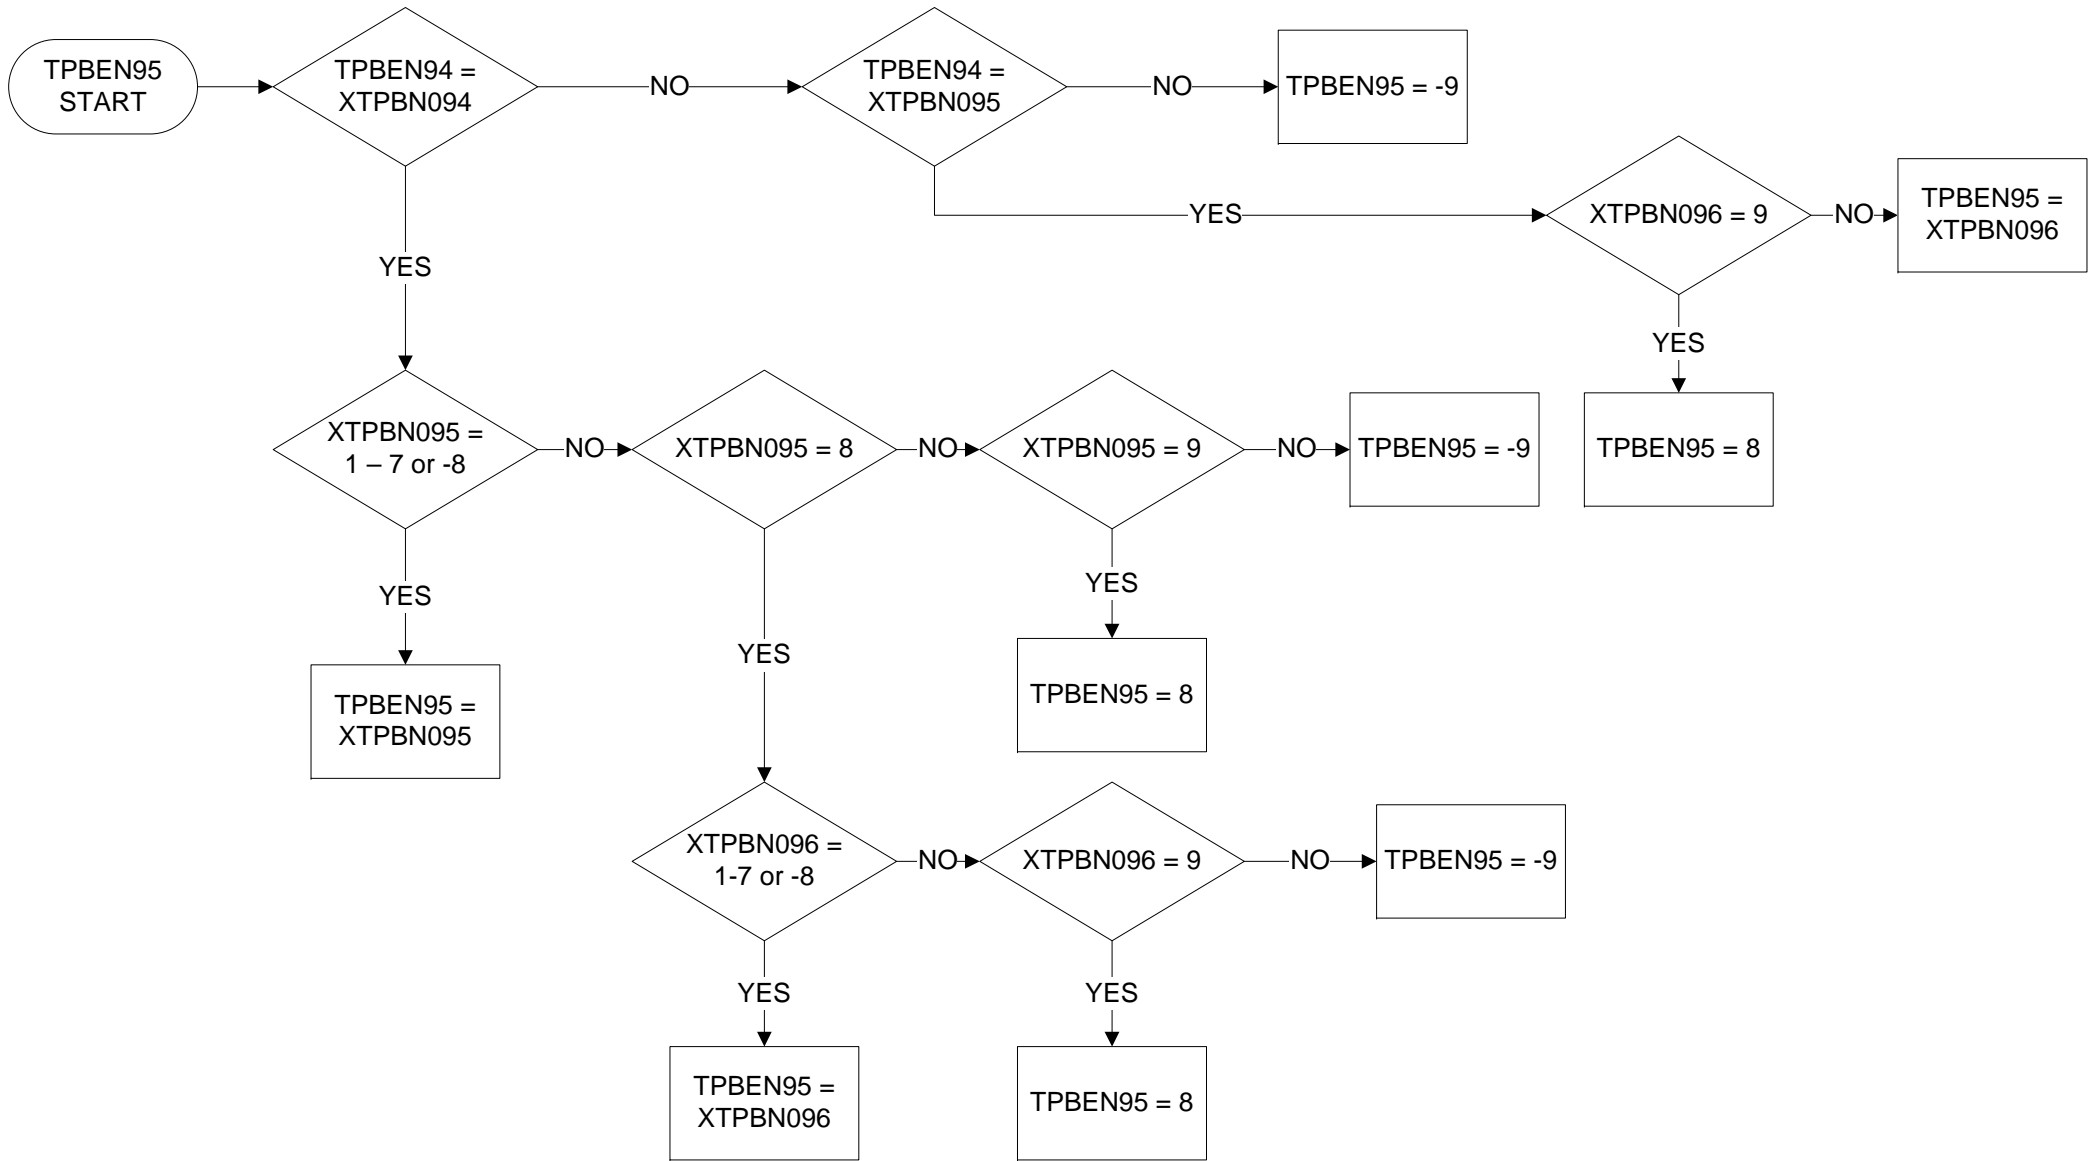 TPBEN95
START
TPBEN94 =
XTPBN094
NO
TPBEN94 =
XTPBN095
NO
TPBEN95 = -9
YES
XTPBN096 = 9
NO
TPBEN95 =
XTPBN096
YES
TPBEN95 = 8
YES
XTPBN095 =
1 – 7 or -8
NO
XTPBN095 = 8
NO
XTPBN095 = 9
NO
TPBEN95 = -9
YES
TPBEN95 =
XTPBN095
YES
TPBEN95 = 8
YES
XTPBN096 =
1-7 or -8
NO
XTPBN096 = 9
NO
TPBEN95 = -9
YES
TPBEN95 =
XTPBN096
YES
TPBEN95 = 8